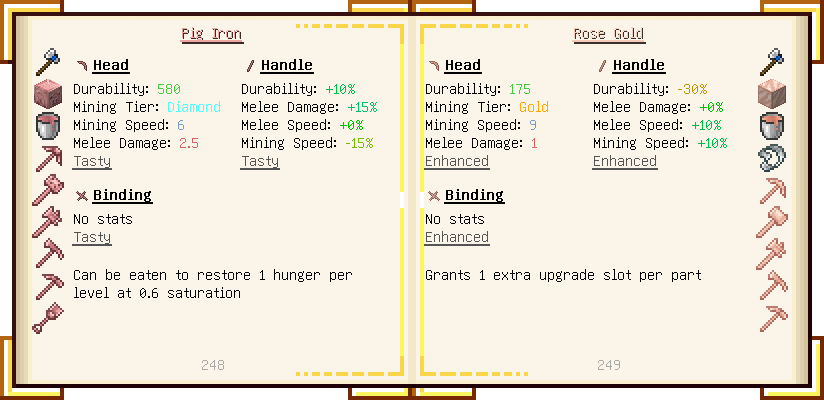 Pig Iron
Head
Durability: 580
Mining Tier: Diamond
Mining Speed: 6
Melee Damage: 2.5
Tasty
Handle
Durability: +10%
Melee Damage: +15%
Melee Speed: +0%
Mining Speed: -15%
Tasty
Binding
No stats
Tasty
Can be eaten to restore 1 hunger per
level at 0.6 saturation
248
Rose Gold
Head
Durability: 175
Mining Tier: Gold
Mining Speed: 9
Melee Damage: 1
Enhanced
Handle
Durability: -30%
Melee Damage: +0%
Melee Speed: +10%
Mining Speed: +10%
Enhanced
Binding
No stats
Enhanced
Grants 1 extra upgrade slot per part
249